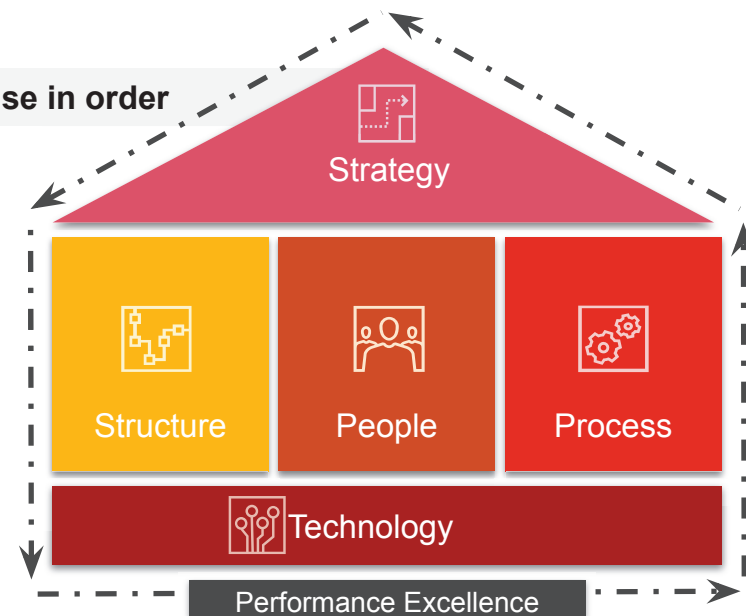 se in order
Strategy
Structure
People
Process
Technology
Performance Excellence